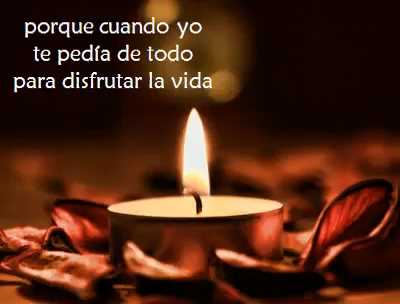 porque cuando yo
te pedía de todo
para disfrutar la vida